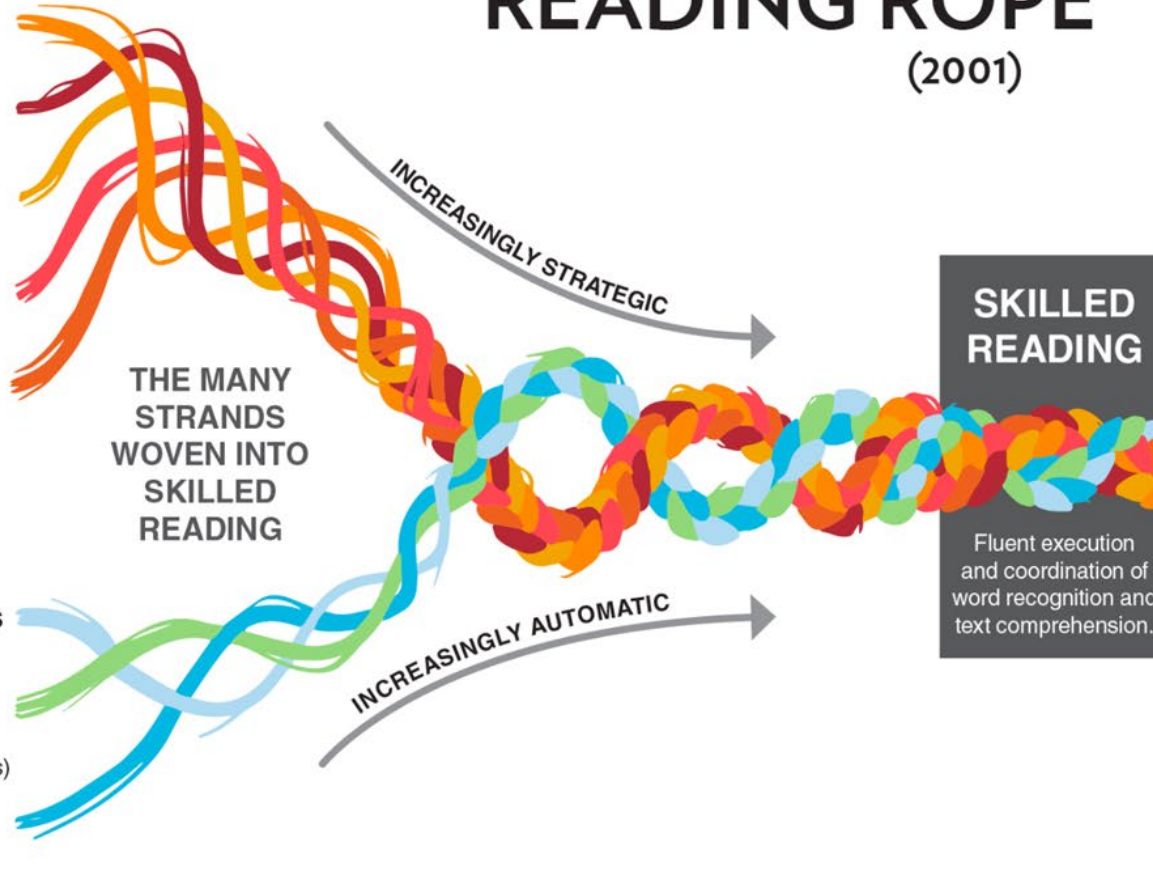 READING ROPE
(2001)
INCREASINGLY STRATEGIC
SKILLED
READING
THE MANY
STRANDS
WOVEN INTO
SKILLED
READING
Fluent execution
and coordination of
word recognition and
text comprehension.
INCREASINGLY AUTOMATIC
s)